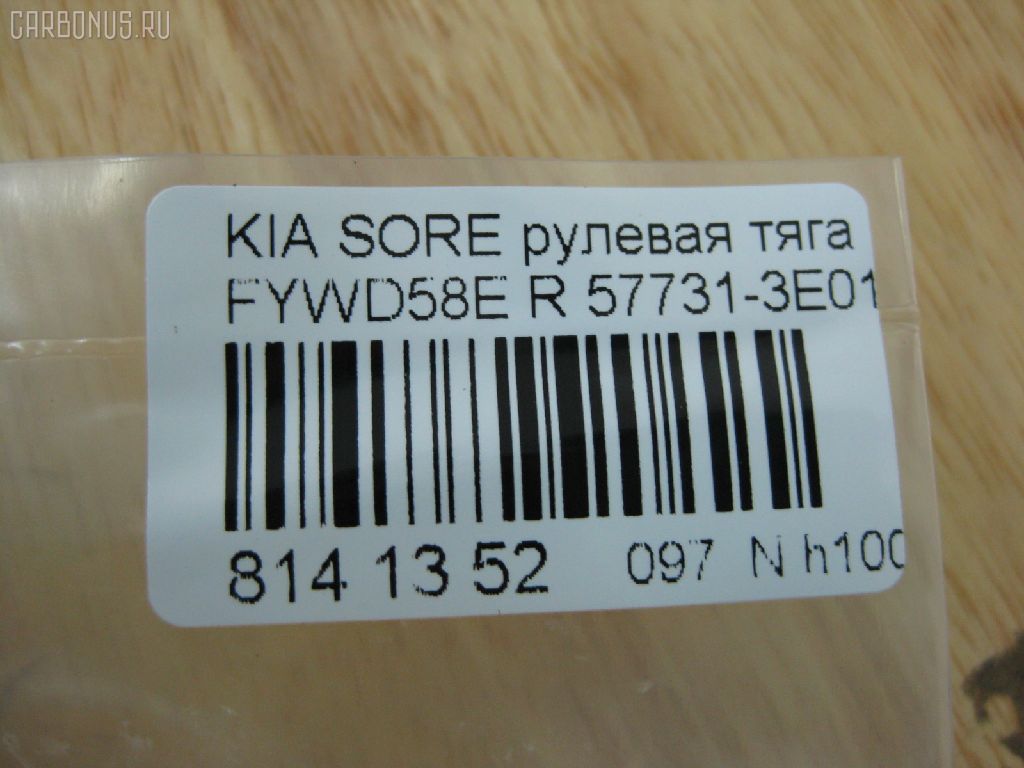 CARBONUS.RU
KIA SORE рулевая тяга
FYWD58E R 57731-3E01
814 13 52 097 N h100